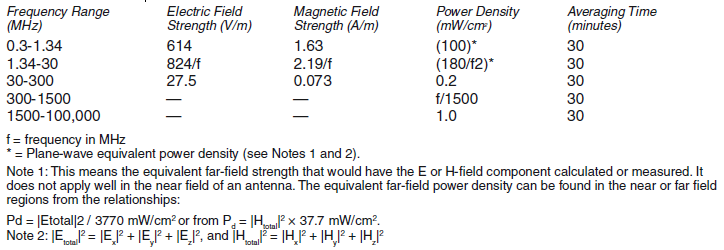 Frequency Range Electric Field Magnetic Field Power Density Averaging Time
(MHz) Strength (V/m) Strength (A/m) (mW/cm²) (minutes)
0.3-1.34 614 1.63 (100)* 30
1.34-30 824/f 2.19/f (180/f2)* 30
30-300 27.5 0.073 0.2 30
300-1500 — — f/1500 30
1500-100,000 — — 1.0 30
f = frequency in MHz
* = Plane-wave equivalent power density (see Notes 1 and 2).
Note 1: This means the equivalent far-field strength that would have the E or H-field component calculated or measured. It
does not apply well in the near field of an antenna. The equivalent far-field power density can be found in the near or far field
regions from the relationships:
Pd = |Etotal|2 / 3770 mW/cm² or from P_d = |H_total|² × 37.7 mW/cm².
Note 2: |E_total|² = |E_x|² + |E_y|² + |E_z|², and |H_total|² = |H_x|² + |H_y|² + |H_z|²